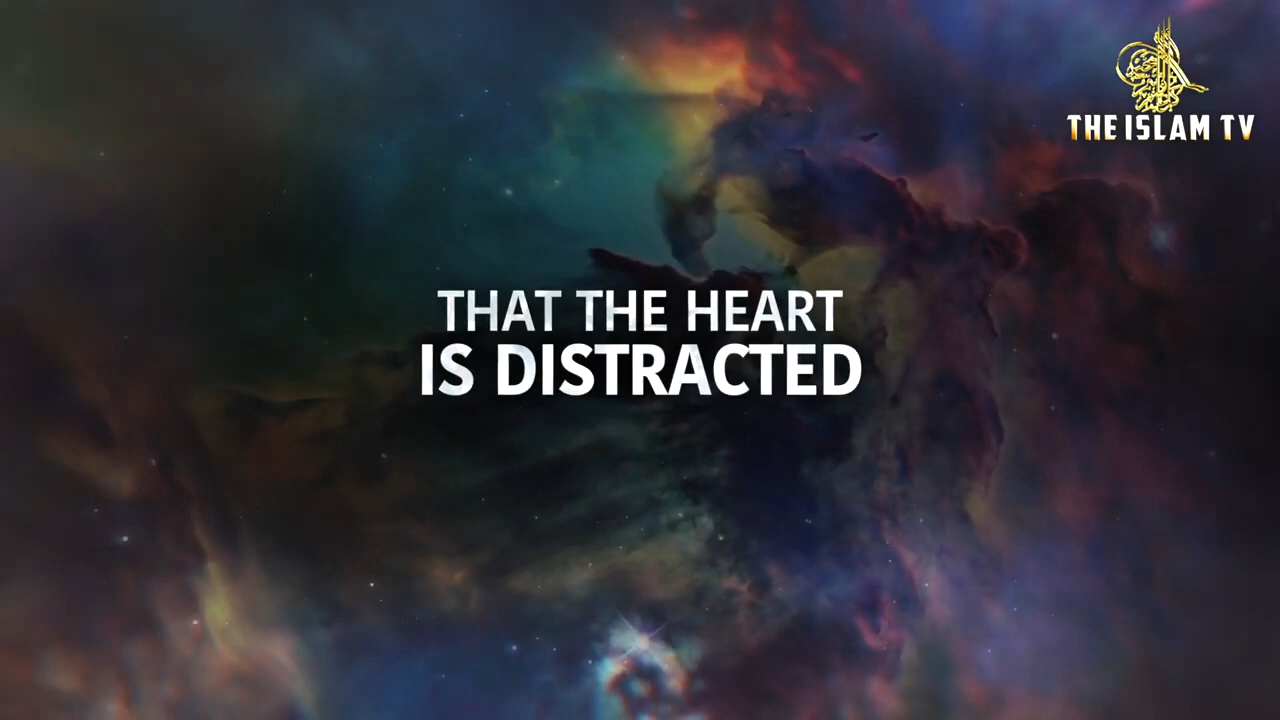 THE ISLAM TV
THAT THE HEART
IS DISTRACTED